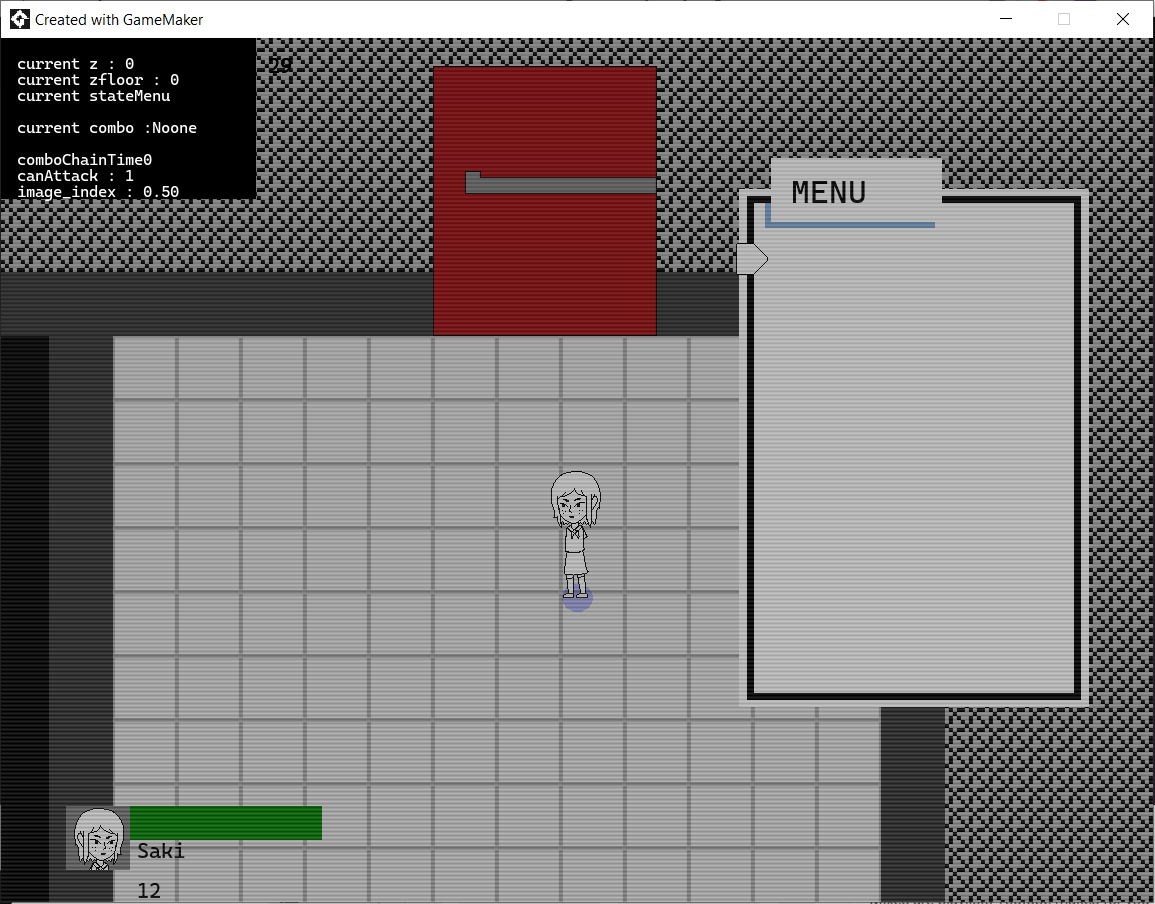 Created with GameMaker
current z : 0
current zfloor : 0
current stateMenu
current combo :Noone
comboChainTime0
canAttack : 1
image_index : 0.50
29
MENU
Saki
12